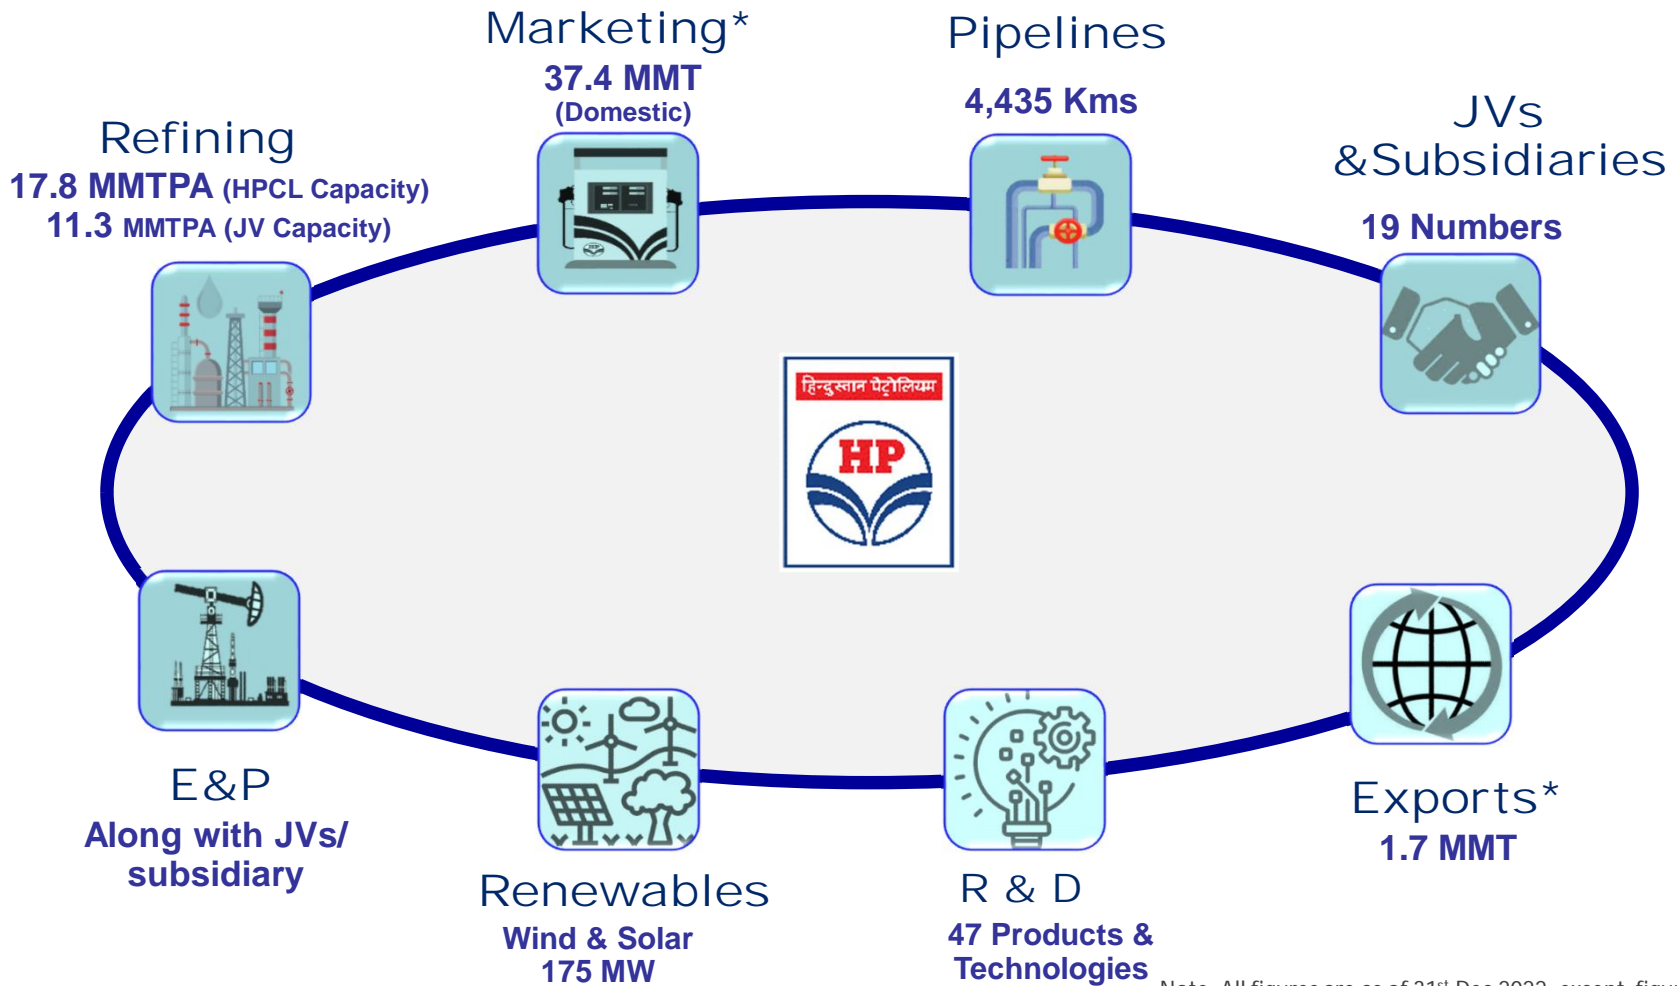 Marketing*
37.4 MMT
(Domestic)
Pipelines
4,435 Kms
JVs
&Subsidiaries
19 Numbers
Refining
17.8 MMTPA (HPCL Capacity)
11.3 MMTPA (JV Capacity)
हिन्दुस्तान पेट्रोलियम
HP
E&P
Along with JVs/
subsidiary
Renewables
Wind & Solar
175 MW
R & D
47 Products &
Technologies
Exports*
1.7 MMT